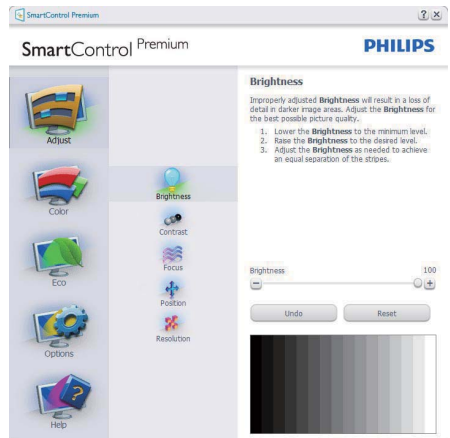 SmartControl Premium
SmartControl Premium
PHILIPS
Adjust
Color
Eco
Options
Help
Brightness
Contrast
Focus
Position
Resolution
Brightness
Improperly adjusted Brightness will result in a loss of
detail in darker image areas. Adjust the Brightness for
the best possible picture quality.
1. Lower the Brightness to the minimum level.
2. Rase the Brightness to the desired level.
3. Adjust the Brightness as needed to achieve
an equal separation of the stripes.
Brightness 100
Undo Reset